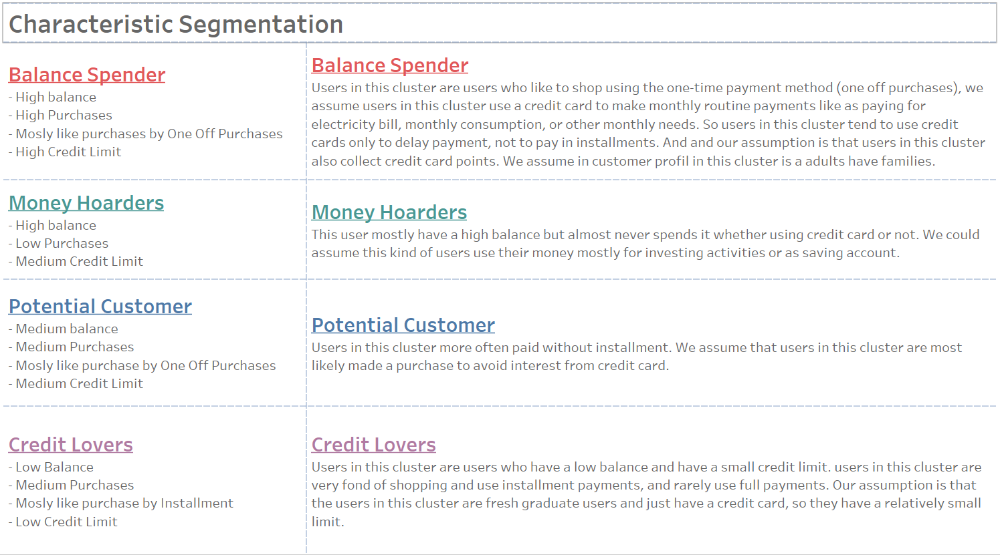 Characteristic Segmentation
Balance Spender
- High balance
- High Purchases
- Mosly like purchases by One Off Purchases
- High Credit Limit
Balance Spender
Users in this cluster are users who like to shop using the one-time payment method (one off purchases), we
assume users in this cluster use a credit card to make monthly routine payments like as paying for
electricity bill, monthly consumption, or other monthly needs. So users in this cluster tend to use credit
cards only to delay payment, not to pay in installments. And and our assumption is that users in this cluster
also collect credit card points. We assume in customer profil in this cluster is a adults have families.
Money Hoarders
- High balance
- Low Purchases
- Medium Credit Limit
Money Hoarders
This user mostly have a high balance but almost never spends it whether using credit card or not. We could
assume this kind of users use their money mostly for investing activities or as saving account.
Potential Customer
- Medium balance
- Medium Purchases
- Mosly like purchase by One Off Purchases
- Medium Credit Limit
Potential Customer
Users in this cluster more often paid without installment. We assume that users in this cluster are most
likely made a purchase to avoid interest from credit card.
Credit Lovers
- Low Balance
- Medium Purchases
- Mosly like purchase by Installment
- Low Credit Limit
Credit Lovers
Users in this cluster are users who have a low balance and have a small credit limit. users in this cluster are
very fond of shopping and use installment payments, and rarely use full payments. Our assumption is that
the users in this cluster are fresh graduate users and just have a credit card, so they have a relatively small
limit.